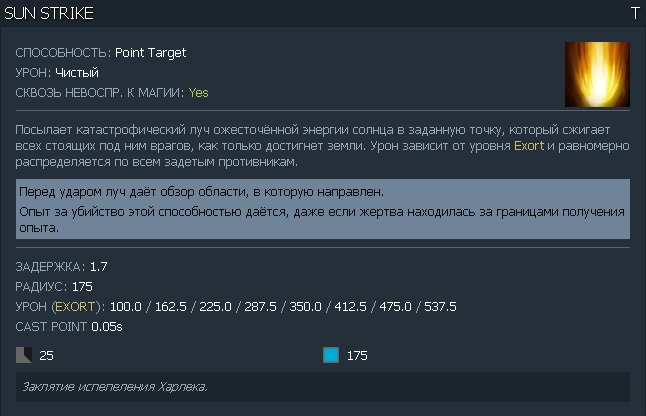 SUN STRIKE T
СПОСОБНОСТЬ: Point Target
УРОН: Чистый
СКВОЗЬ НЕВОСПР. К МАГИИ: Yes
Посылает катастрофический луч ожесточённой энергии солнца в заданную точку, который сжигает
всех стоящих под ним врагов, как только достигнет земли. Урон зависит от уровня Exort и равномерно
распределяется по всем задетым противникам.
Перед ударом луч даёт обзор области, в которую направлен.
Опыт за убийство этой способностью даётся, даже если жертва находилась за границами получения
опыта.
ЗАДЕРЖКА: 1.7
РАДИУС: 175
УРОН (EXORT): 100.0 / 162.5 / 225.0 / 287.5 / 350.0 / 412.5 / 475.0 / 537.5
CAST POINT 0.05s
25 175
Заклятие испепеления Харлека.